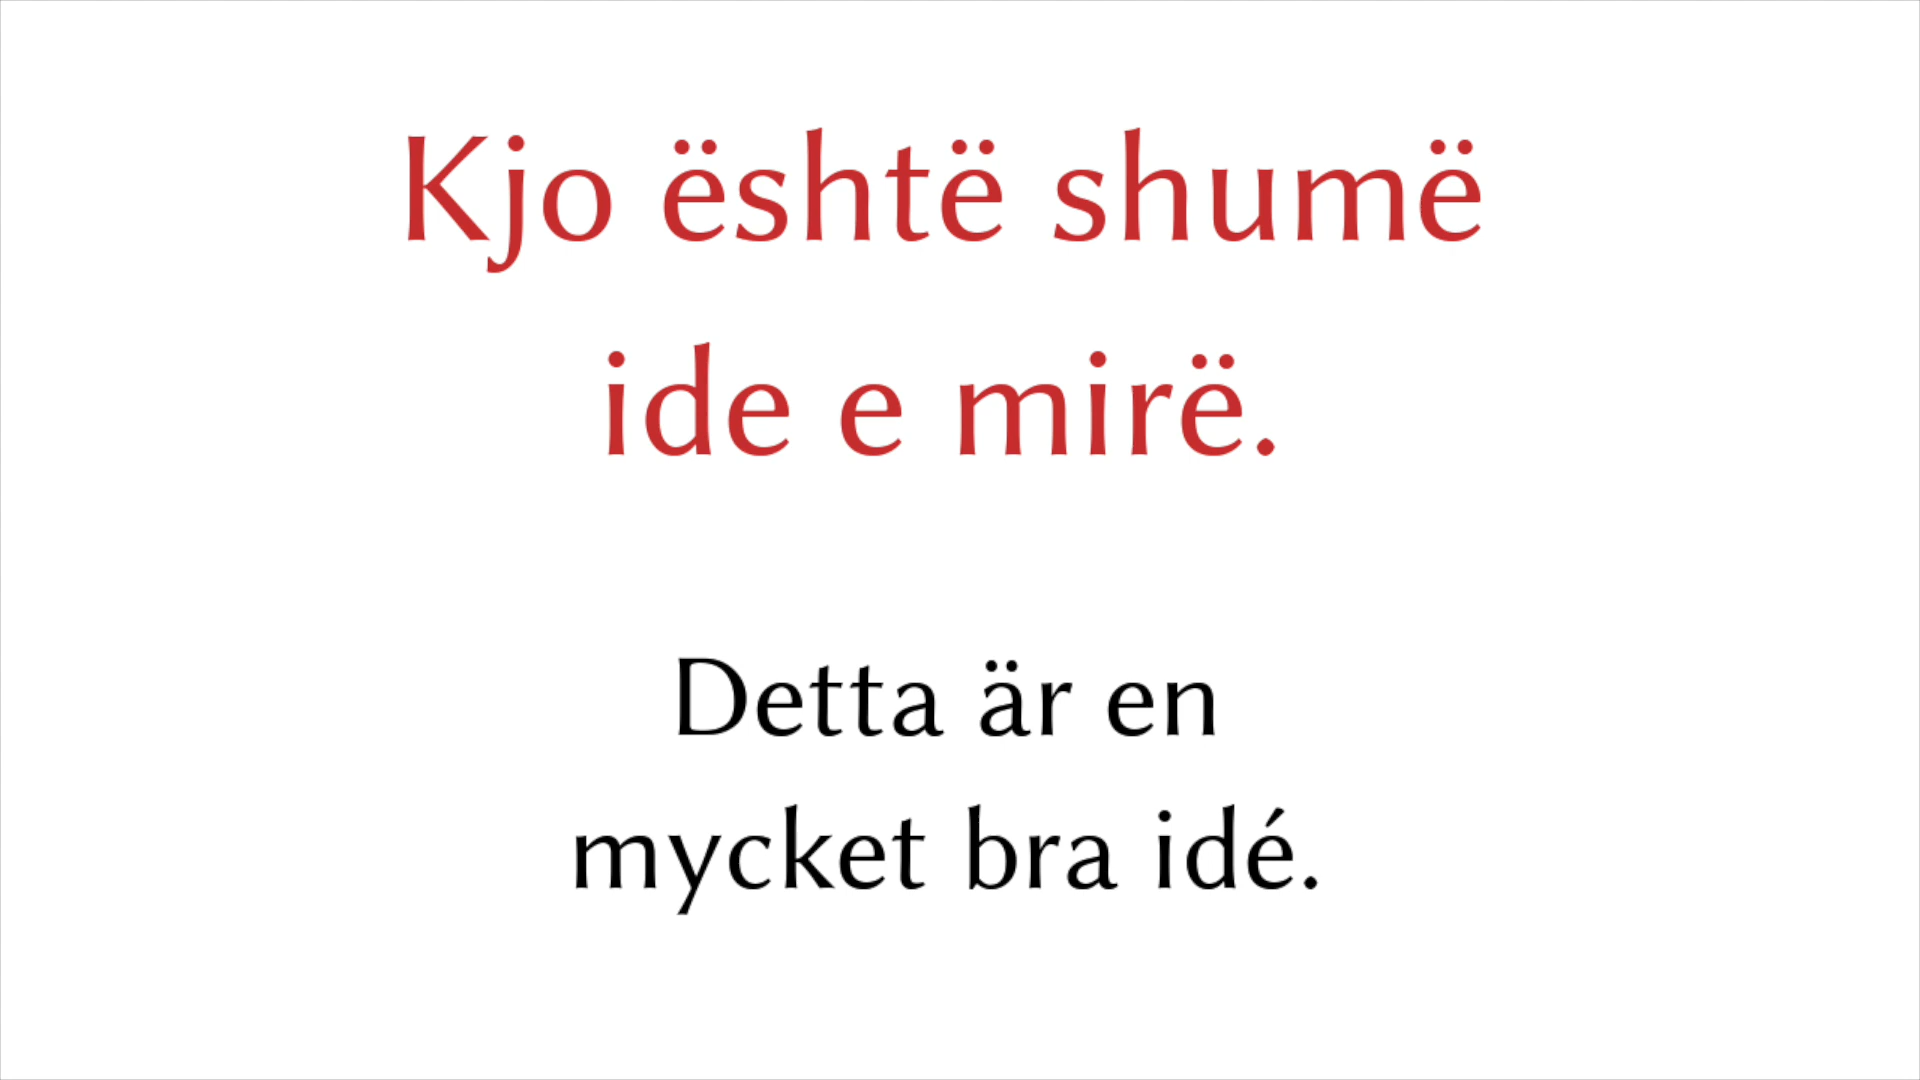 Kjo është shumë
ide e mirë.
Detta är en
mycket bra idé.